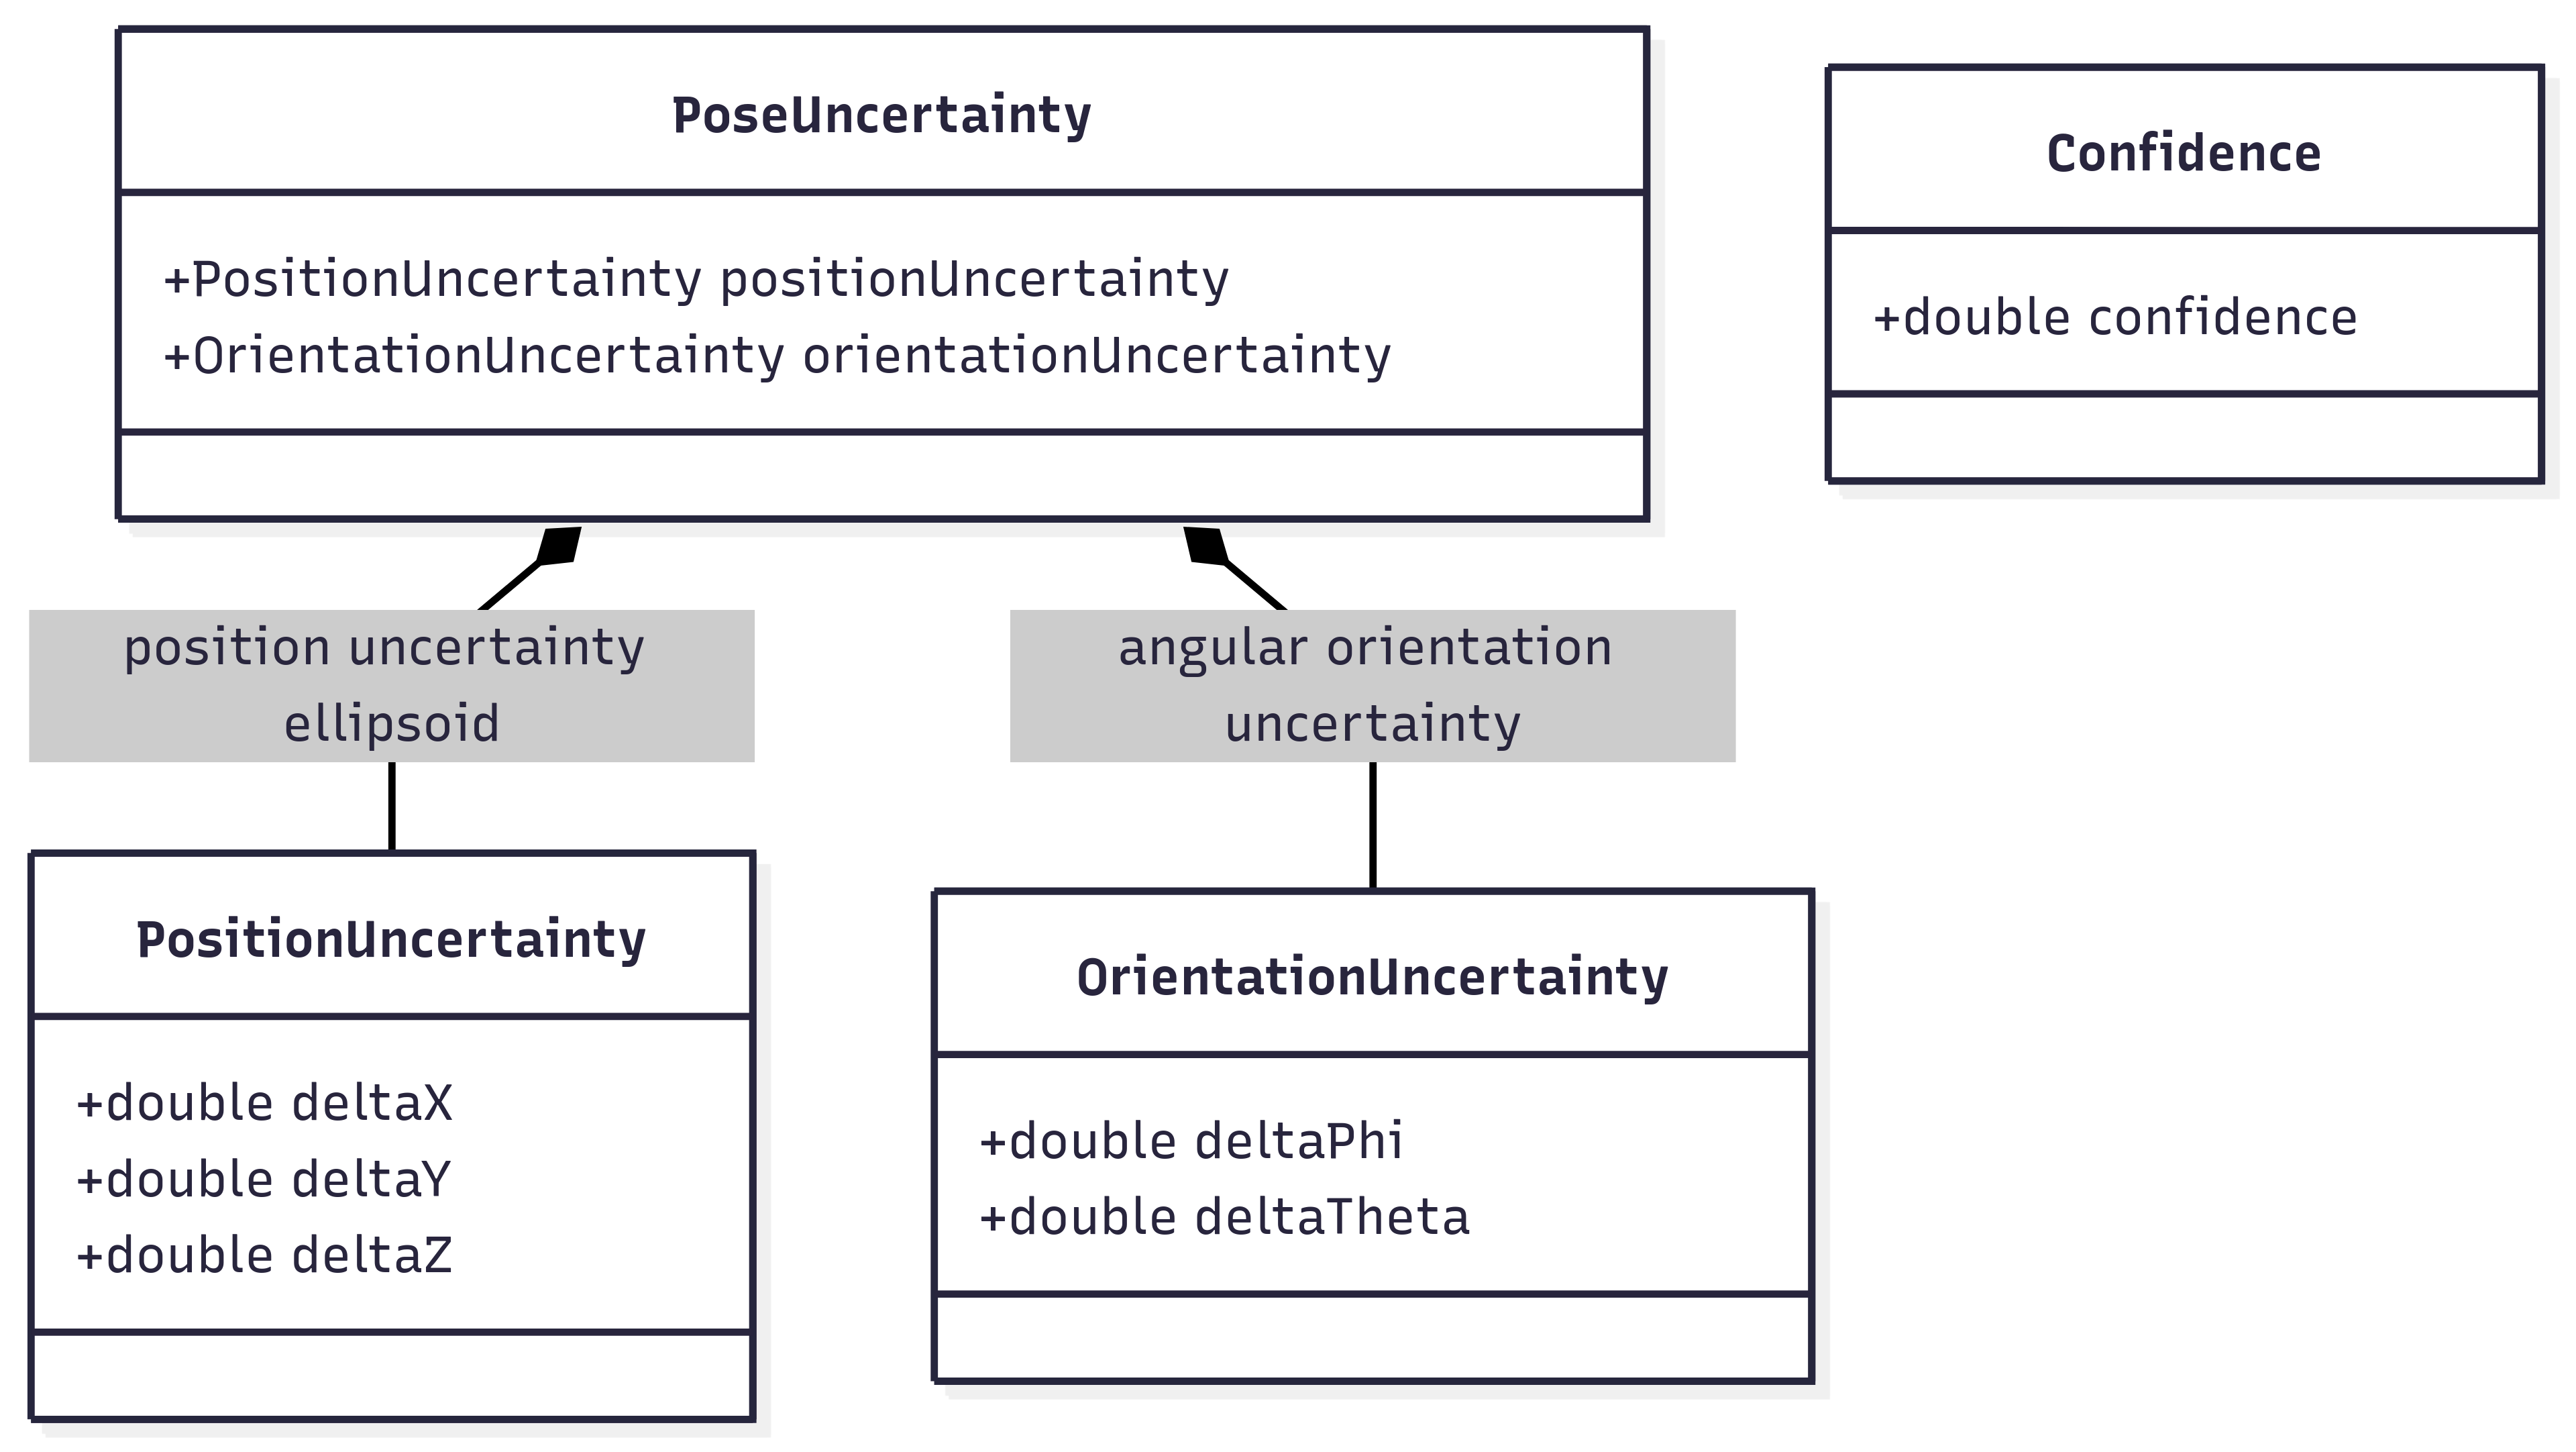 PoseUncertainty
+PositionUncertainty positionUncertainty
+OrientationUncertainty orientationUncertainty
Confidence
+double confidence
position uncertainty
ellipsoid
angular orientation
uncertainty
PositionUncertainty
+double deltaX
+double deltaY
+double deltaZ
OrientationUncertainty
+double deltaPhi
+double deltaTheta